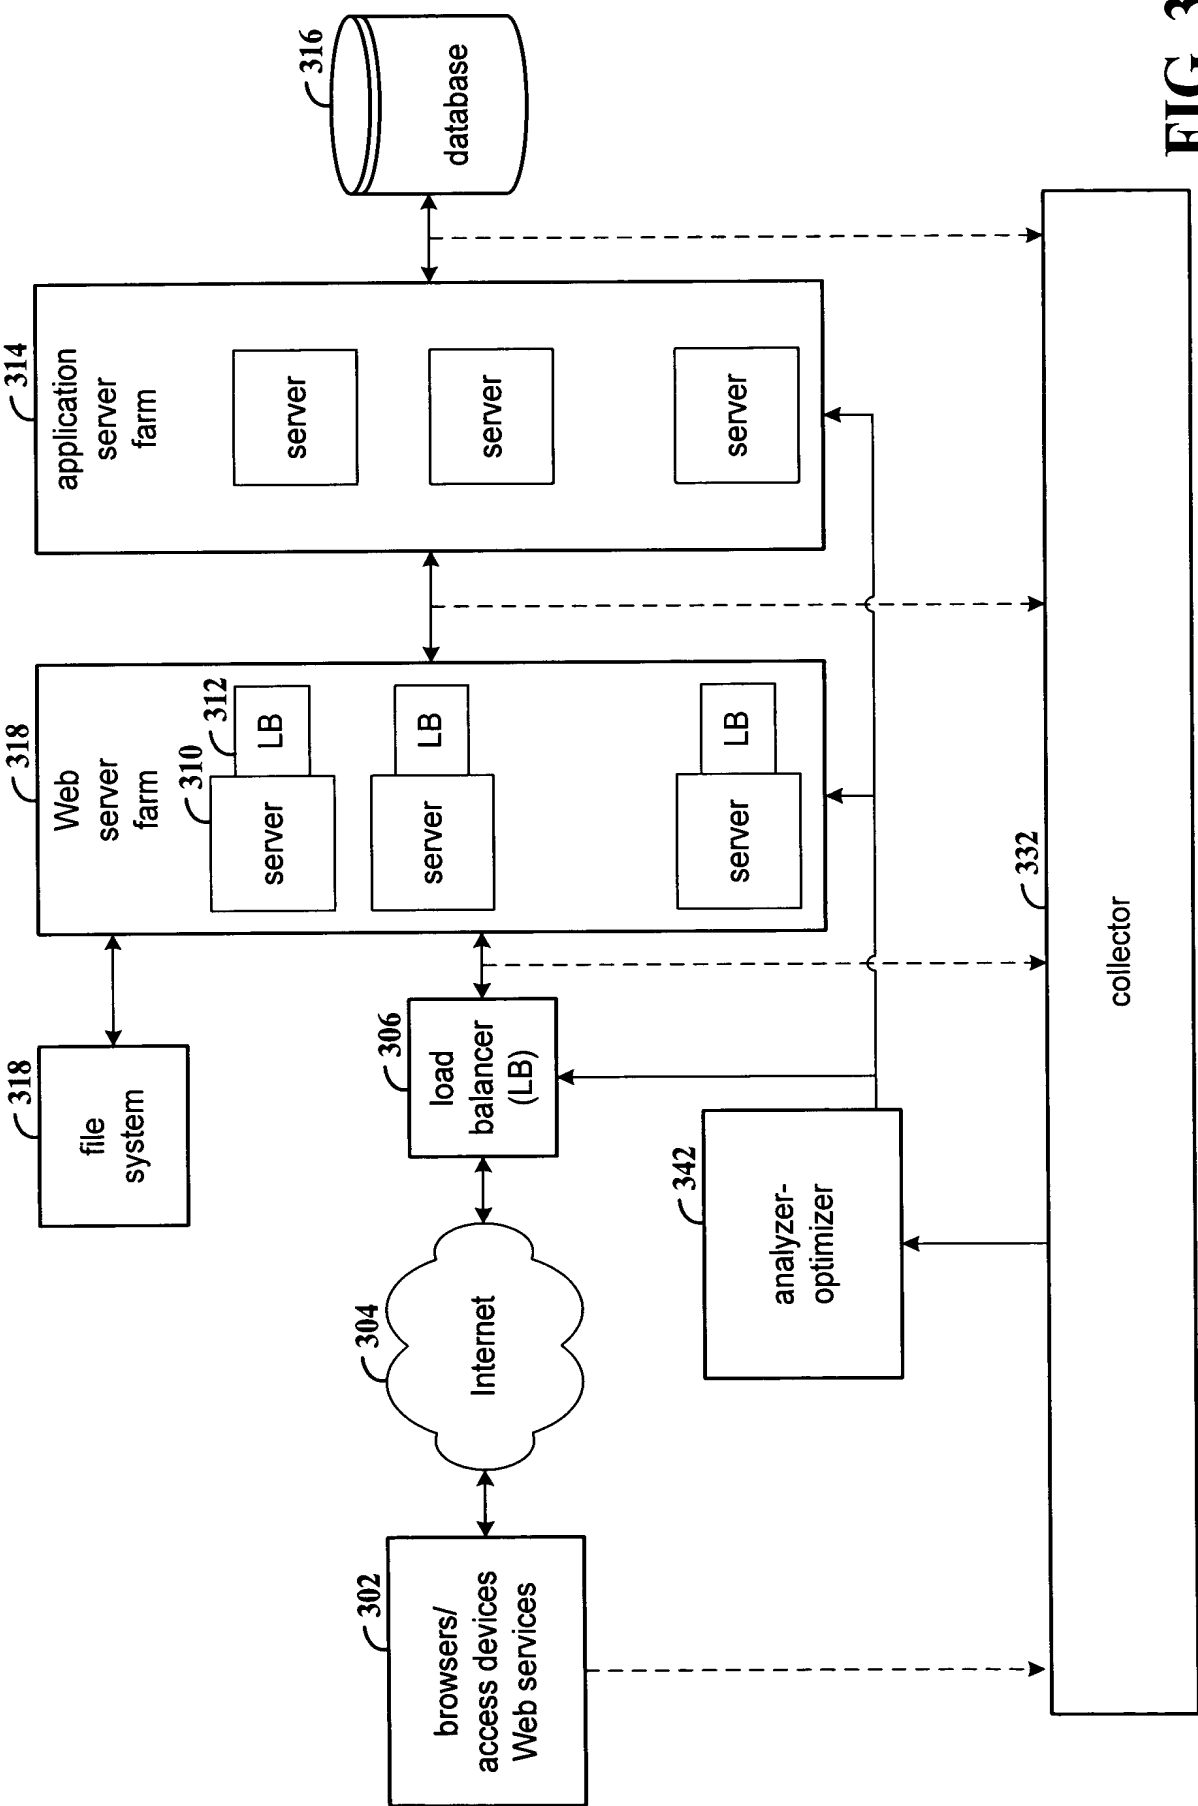 318
file
system
318
Web
server
farm
310
312
server
LB
server
LB
server
LB
314
application
server
farm
server
server
server
316
database
302
browsers/
access devices
Web services
304
Internet
306
load
balancer
(LB)
342
analyzer-
optimizer
332
collector
FIG 3